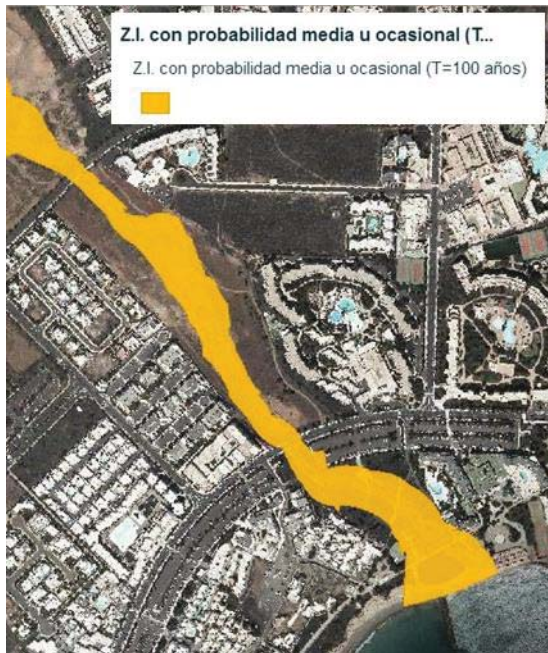 Z.I. con probabilidad media u ocasional (T...
Z.I. con probabilidad media u ocasional (T=100 años)